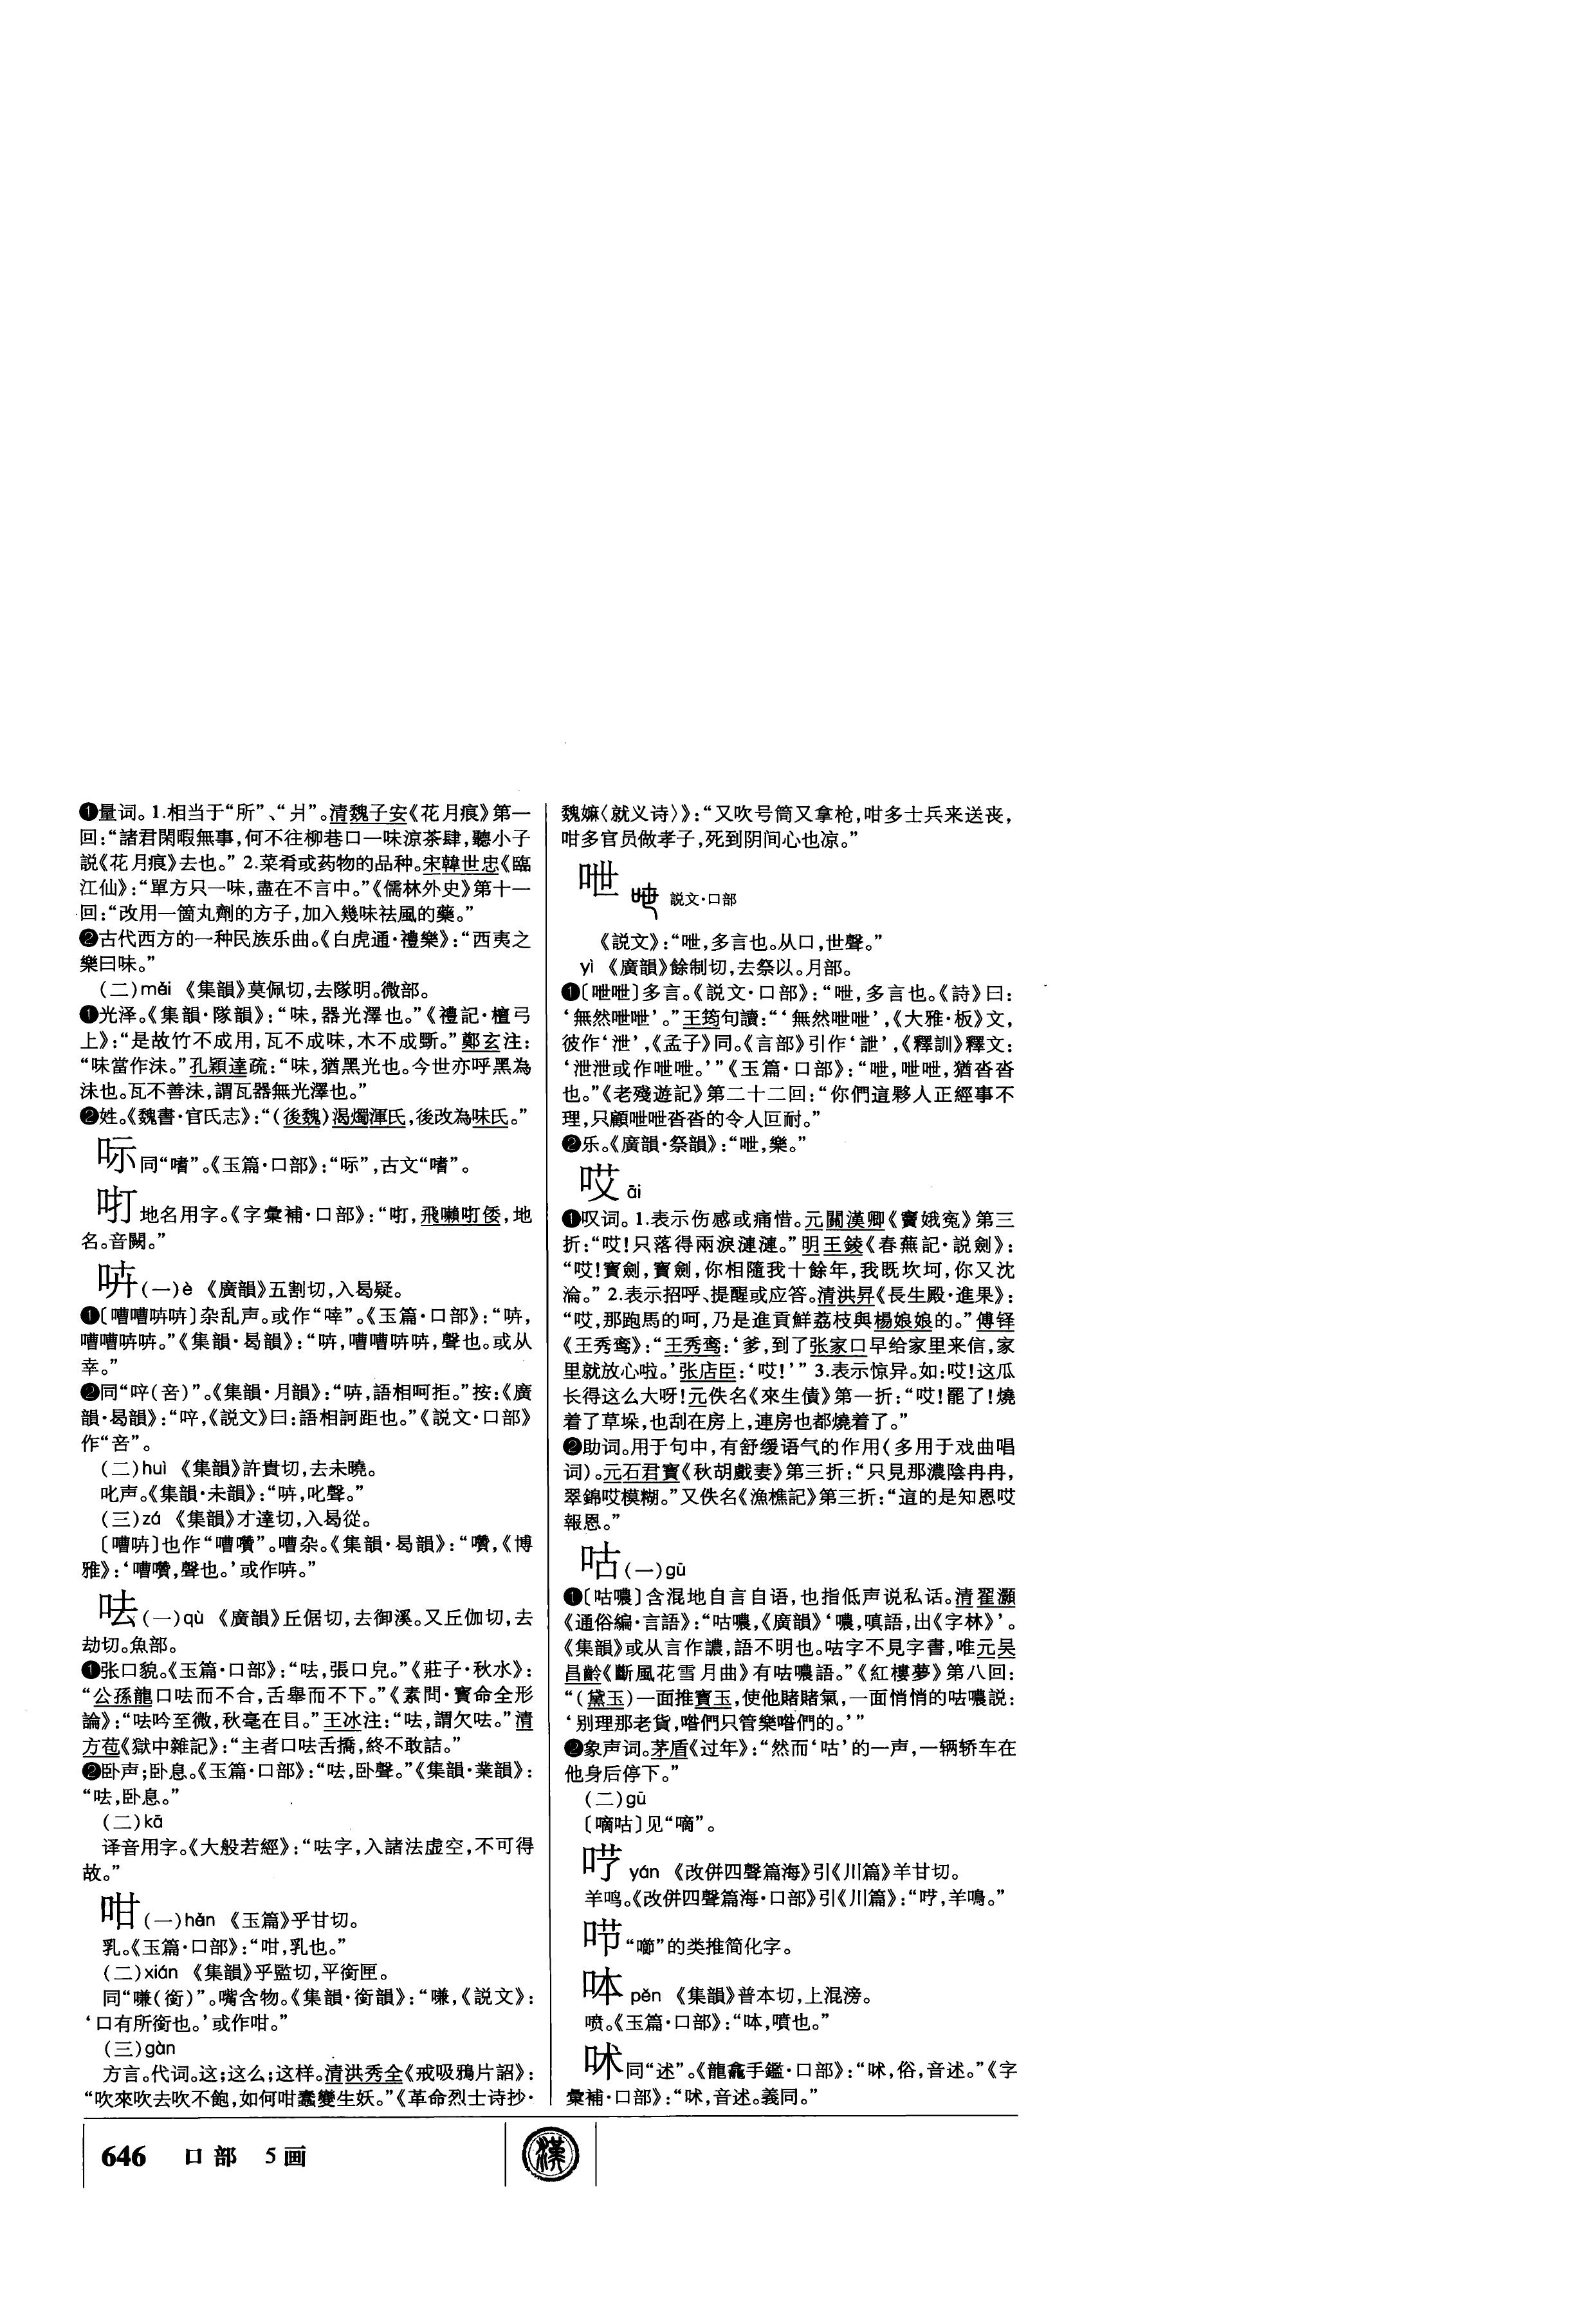 ❶量词。1.相当于“所”、“爿”。清魏子安《花月痕》第一
回：“諸君閑暇無事，何不往柳巷口一味涼茶肆，聽小子
説《花月痕》去也。”2.菜肴或药物的品种。宋韓世忠《臨
江仙》：“單方只一味，盡在不言中。”《儒林外史》第十一
回：“改用一箇丸劑的方子，加入幾味祛風的藥。”
❷古代西方的一种民族乐曲。《白虎通·禮樂》：“西夷之
樂曰味。”
（二）mǎi 《集韻》莫佩切，去隊明。微部。
❶光泽。《集韻·隊韻》：“味，器光澤也。”《禮記·檀弓
上》：“是故竹不成用，瓦不成味，木不成斲。”鄭玄注：
“味當作沬。”孔穎達疏：“味，猶黑光也。今世亦呼黑為
沬也。瓦不善沬，謂瓦器無光澤也。”
❷姓。《魏書·官氏志》：“（後魏）渴燭渾氏，後改為味氏。”
呩同“嗜”。《玉篇·口部》：“呩”，古文“嗜”。
地名用字。《字彙補·口部》：“，飛囒倭，地
名。音闕。”
㕵（一）è 《廣韻》五割切，入曷疑。
❶〔嘈嘈㕵㕵〕杂乱声。或作“啈”。《玉篇·口部》：“㕵，
嘈嘈㕵㕵。”《集韻·曷韻》：“㕵，嘈嘈㕵㕵，聲也。或从
幸。”
❷同“啐（咅）”。《集韻·月韻》：“㕵，語相呵拒。”按：《廣
韻·曷韻》：“，《説文》曰：語相訶距也。”《説文·口部》
作“”。
（二）huì 《集韻》許貴切，去未曉。
叱声。《集韻·未韻》：“㕵，叱聲。”
（三）zá 《集韻》才達切，入曷從。
〔嘈㕵〕也作“嘈囋”。嘈杂。《集韻·曷韻》：“囋，《博
雅》：‘嘈囋，聲也。’或作㕵。”
呿（一）qù 《廣韻》丘倨切，去御溪。又丘伽切，去
劫切。魚部。
❶张口貌。《玉篇·口部》：“呿，張口皃。”《莊子·秋水》：
“公孫龍口呿而不合，舌舉而不下。”《素問·寶命全形
論》：“呿吟至微，秋毫在目。”王冰注：“呿，謂欠呿。”清
方苞《獄中雜記》：“主者口呿舌撟，終不敢詰。”
❷卧声；卧息。《玉篇·口部》：“呿，卧聲。”《集韻·業韻》：
“呿，卧息。”
（二）kā
译音用字。《大般若經》：“呿字，入諸法虚空，不可得
故。”
咁（一）hǎn 《玉篇》乎甘切。
乳。《玉篇·口部》：“咁，乳也。”
（二）xián 《集韻》乎監切，平銜匣。
同“嗛（銜）”。嘴含物。《集韻·銜韻》：“嗛，《説文》：
‘口有所銜也。’或作咁。”
（三）gàn
方言。代词。这；这么；这样。清洪秀全《戒吸鴉片詔》：
“吹來吹去吹不飽，如何咁蠢變生妖。”《革命烈士诗抄·
魏嫲〈就义诗〉》：“又吹号筒又拿枪，咁多士兵来送丧，
咁多官员做孝子，死到阴间心也凉。”
呭 説文·口部
《説文》：“呭，多言也。从口，世聲。”
yì 《廣韻》餘制切，去祭以。月部。
❶〔呭呭〕多言。《説文·口部》：“呭，多言也。《詩》曰：
‘無然呭呭’。”王筠句讀：“‘無然呭呭’，《大雅·板》文，
彼作‘泄’，《孟子》同。《言部》引作‘詍’，《釋訓》釋文：
‘泄泄或作呭呭。’”《玉篇·口部》：“呭，呭呭，猶沓沓
也。”《老殘遊記》第二十二回：“你們這夥人正經事不
理，只顧呭呭沓沓的令人叵耐。”
❷乐。《廣韻·祭韻》：“呭，樂。”
哎 āi
❶叹词。1.表示伤感或痛惜。元關漢卿《竇娥寃》第三
折：“哎！只落得兩淚漣漣。”明王錂《春蕪記·説劍》：
“哎！寶劍，寶劍，你相隨我十餘年，我既坎坷，你又沈
淪。”2.表示招呼、提醒或应答。清洪昇《長生殿·進果》：
“哎，那跑馬的呵，乃是進貢鮮荔枝與楊娘娘的。”傅铎
《王秀鸾》：“王秀鸾：‘爹，到了张家口早给家里来信，家
里就放心啦。’张店臣：‘哎！’”3.表示惊异。如：哎！这瓜
长得这么大呀！元佚名《來生債》第一折：“哎！罷了！燒
着了草垛，也刮在房上，連房也都燒着了。”
❷助词。用于句中，有舒缓语气的作用（多用于戏曲唱
词）。元石君寶《秋胡戲妻》第三折：“只見那濃陰冉冉，
翠錦哎模糊。”又佚名《漁樵記》第三折：“這的是知恩哎
報恩。”
咕（一）gū
❶〔咕噥〕含混地自言自语，也指低声说私话。清翟灝
《通俗編·言語》：“咕噥，《廣韻》‘噥，嗔語，出《字林》’。
《集韻》或从言作譨，語不明也。咕字不見字書，唯元吴
昌齡《斷風花雪月曲》有咕噥語。”《紅樓夢》第八回：
“（黛玉）一面推寶玉，使他賭賭氣，一面悄悄的咕噥説：
‘别理那老貨，喒們只管樂喒們的。’”
❷象声词。茅盾《过年》：“然而‘咕’的一声，一辆轿车在
他身后停下。”
（二）gū
〔嘀咕〕见“嘀”。
yán 《改併四聲篇海》引《川篇》羊甘切。
羊鸣。《改併四聲篇海·口部》引《川篇》：“，羊鳴。”
“㘉”的类推简化字。
呠 pěn 《集韻》普本切，上混滂。
喷。《玉篇·口部》：“呠，噴也。”
㕽同“述”。《龍龕手鑑·口部》：“㕽，俗，音述。”《字
彙補·口部》：“㕽，音述。義同。”
646 口部 5画 漢